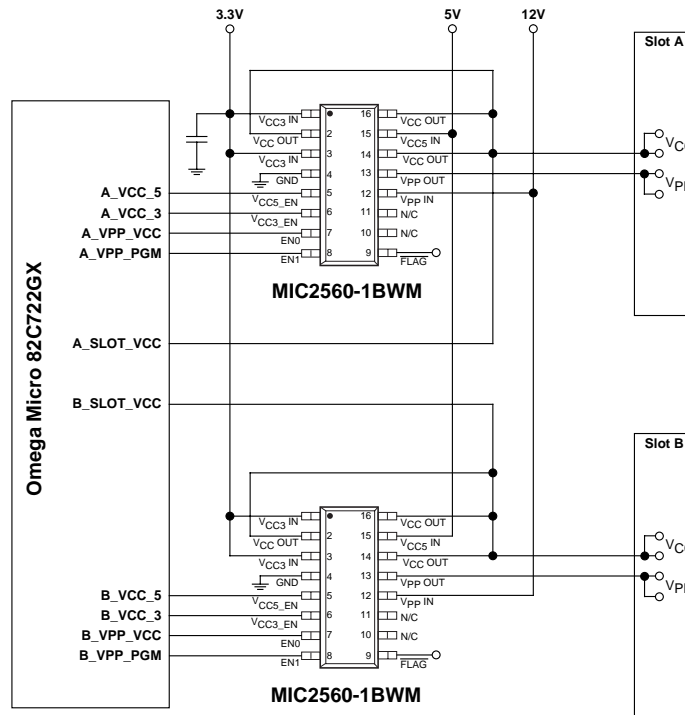 3.3V
5V
12V
Slot A
Omega Micro 82C722GX
A_VCC_5
A_VCC_3
A_VPP_VCC
A_VPP_PGM
A_SLOT_VCC
B_SLOT_VCC
B_VCC_5
B_VCC_3
B_VPP_VCC
B_VPP_PGM
VCC3 IN
16
VCC OUT
VCC OUT
2
15
VCC5 IN
VCC3 IN
3
14
VCC OUT
GND
4
13
VPP OUT
VCC5_EN
5
12
VPP IN
VCC3_EN
6
11
N/C
EN0
7
10
N/C
EN1
8
9
FLAG
MIC2560-1BWM
Slot B
VCC3 IN
16
VCC OUT
VCC OUT
2
15
VCC5 IN
VCC3 IN
3
14
VCC OUT
GND
4
13
VPP OUT
VCC5_EN
5
12
VPP IN
VCC3_EN
6
11
N/C
EN0
7
10
N/C
EN1
8
9
FLAG
MIC2560-1BWM